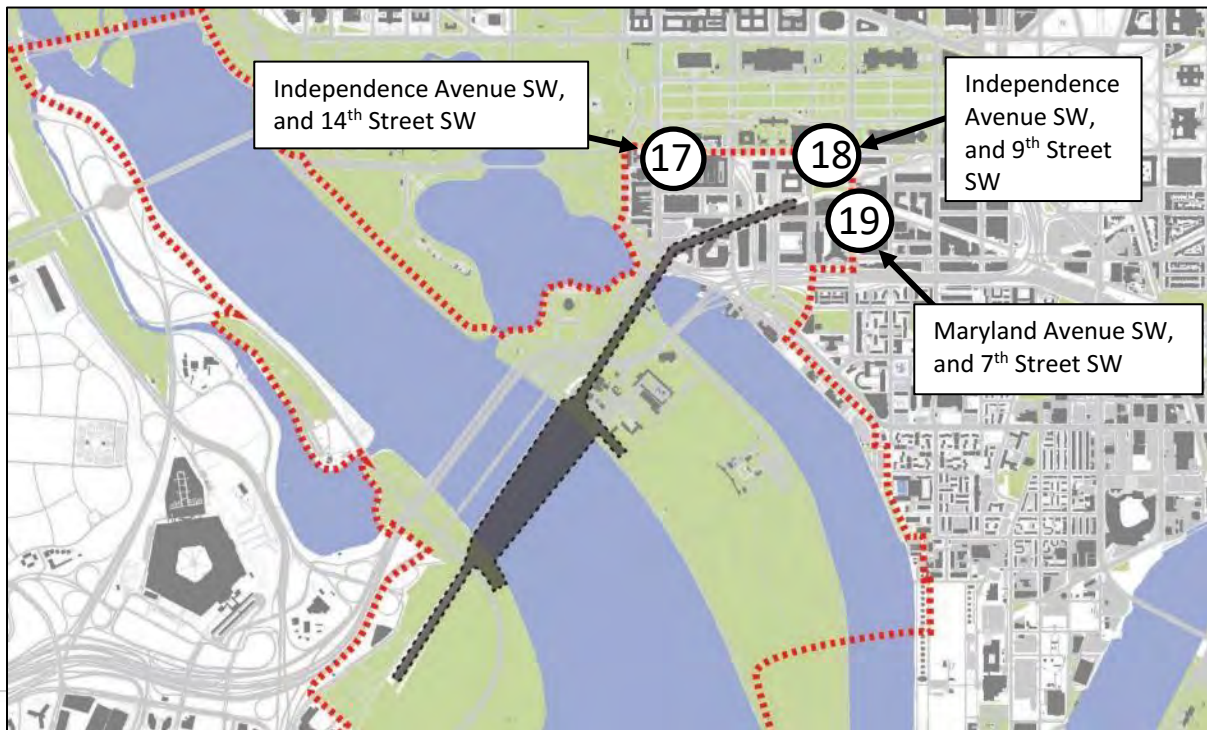 Independence Avenue SW,
and 14th Street SW
17
18
Independence
Avenue SW,
and 9th Street
SW
19
Maryland Avenue SW,
and 7th Street SW